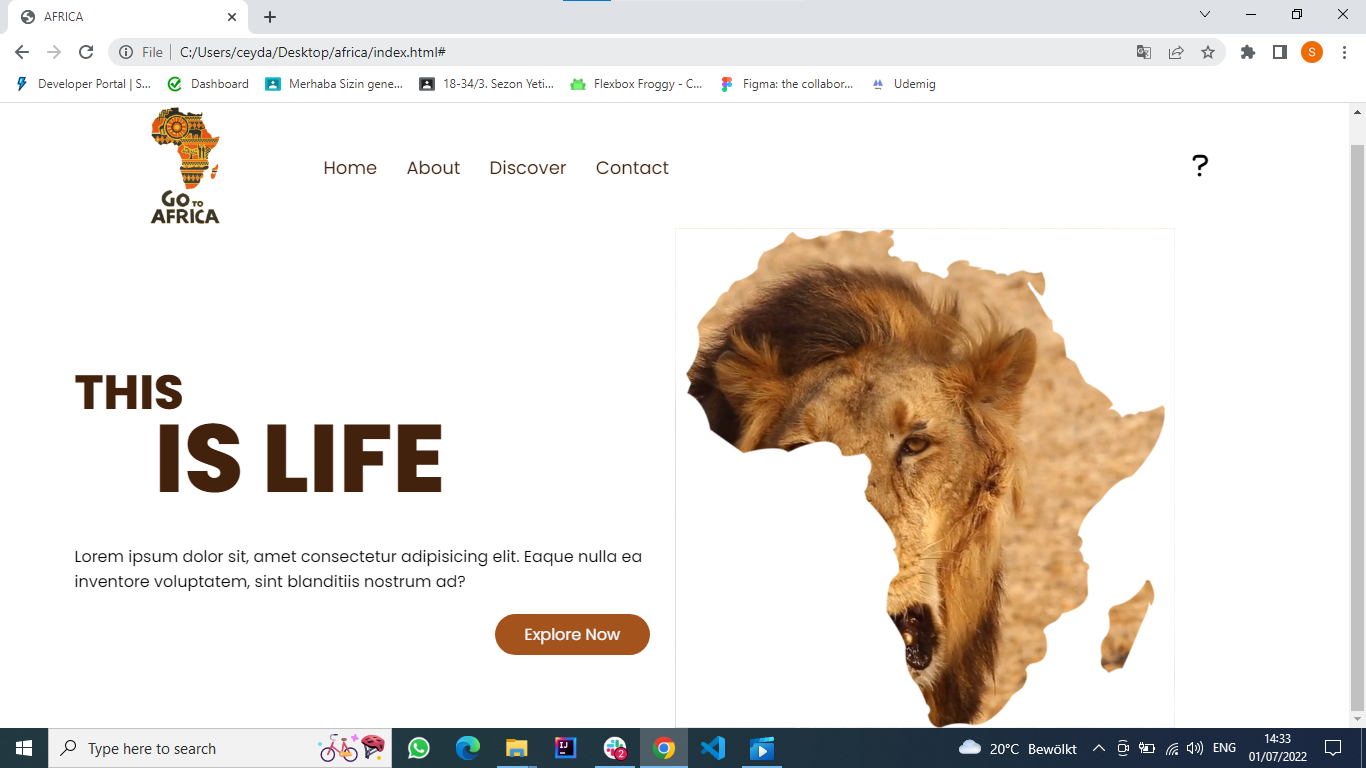 AFRICA
File C:/Users/ceyda/Desktop/africa/index.html#
S
Developer Portal | S... Dashboard Merhaba Sizin gene... 18-34/3. Sezon Yeti... Flexbox Froggy - C... Figma: the collabor... Udemig
GO TO
AFRICA
Home About Discover Contact ?
THIS
IS LIFE
Lorem ipsum dolor sit, amet consectetur adipisicing elit. Eaque nulla ea
inventore voluptatem, sint blanditiis nostrum ad?
Explore Now
Type here to search
IJ
2
20°C Bewölkt
ENG
14:33
01/07/2022